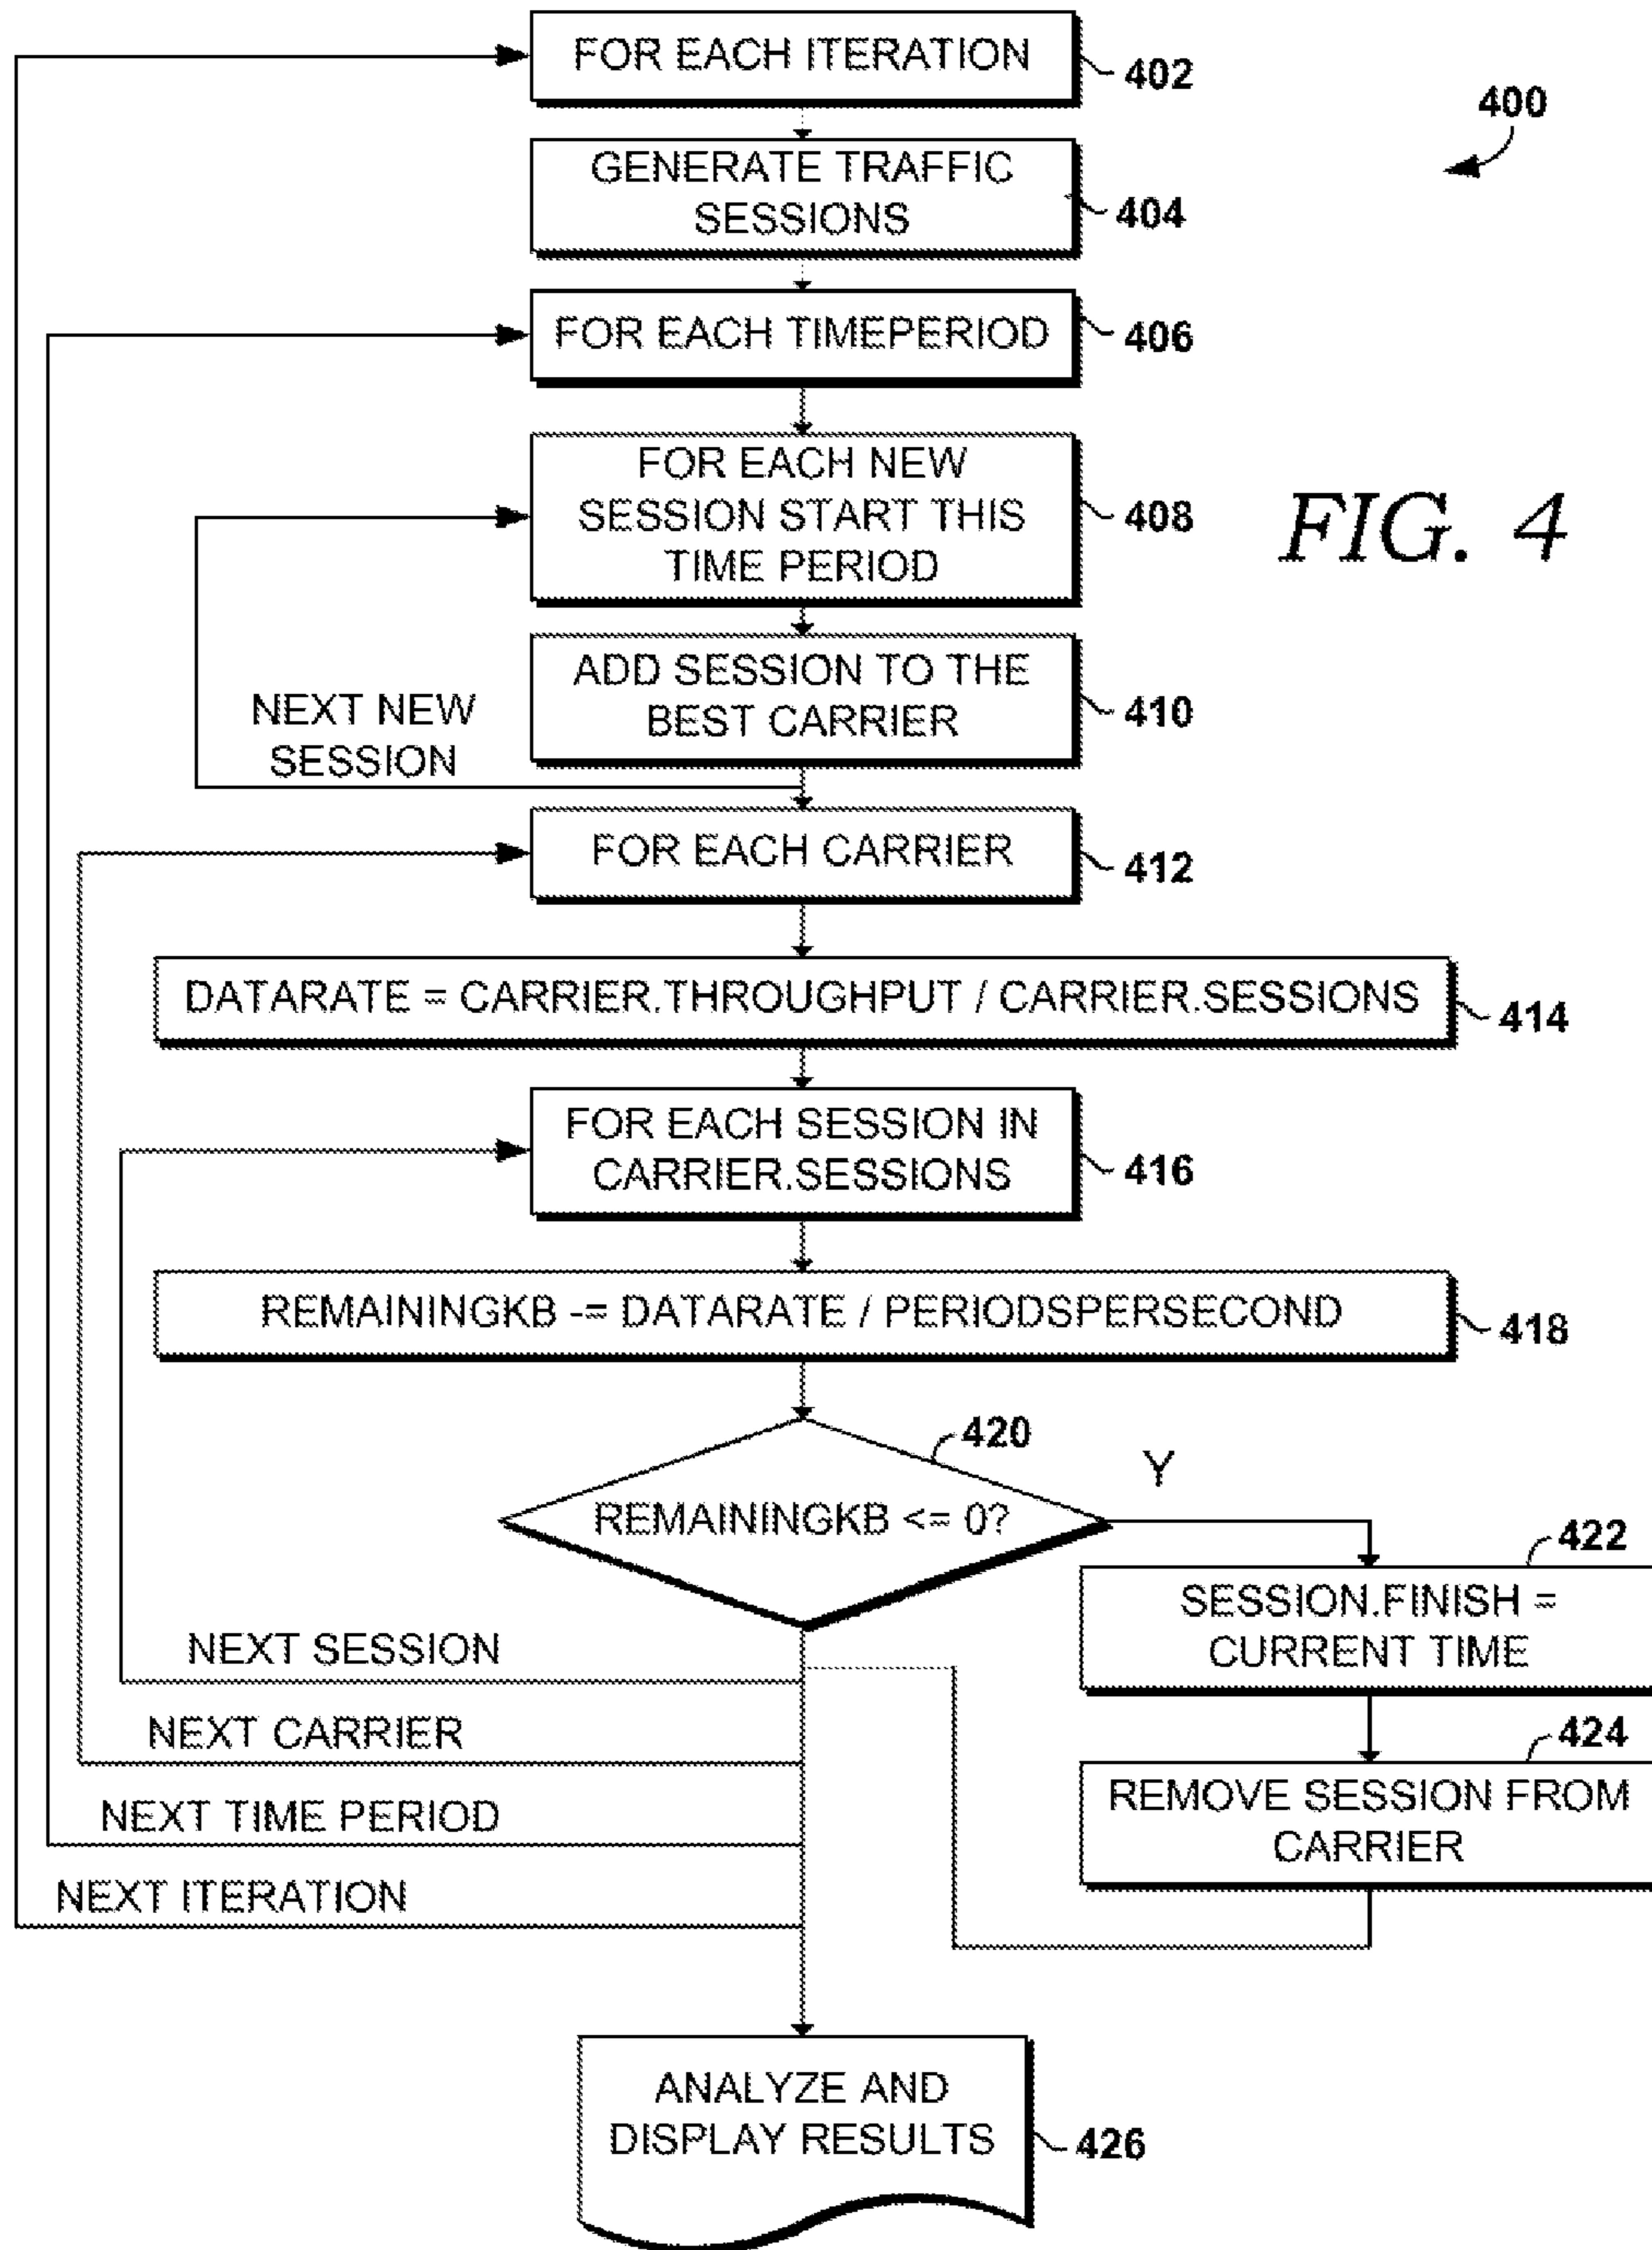 FOR EACH ITERATION
402
400
GENERATE TRAFFIC
SESSIONS
404
FOR EACH TIMEPERIOD
406
FOR EACH NEW
SESSION START THIS
TIME PERIOD
408
FIG. 4
ADD SESSION TO THE
BEST CARRIER
410
NEXT NEW
SESSION
FOR EACH CARRIER
412
DATARATE = CARRIER.THROUGHPUT / CARRIER.SESSIONS
414
FOR EACH SESSION IN
CARRIER.SESSIONS
416
REMAININGKB -= DATARATE / PERIODSPERSECOND
418
420
Y
REMAININGKB <= 0?
422
SESSION.FINISH =
CURRENT TIME
NEXT SESSION
NEXT CARRIER
424
REMOVE SESSION FROM
CARRIER
NEXT TIME PERIOD
NEXT ITERATION
ANALYZE AND
DISPLAY RESULTS
426